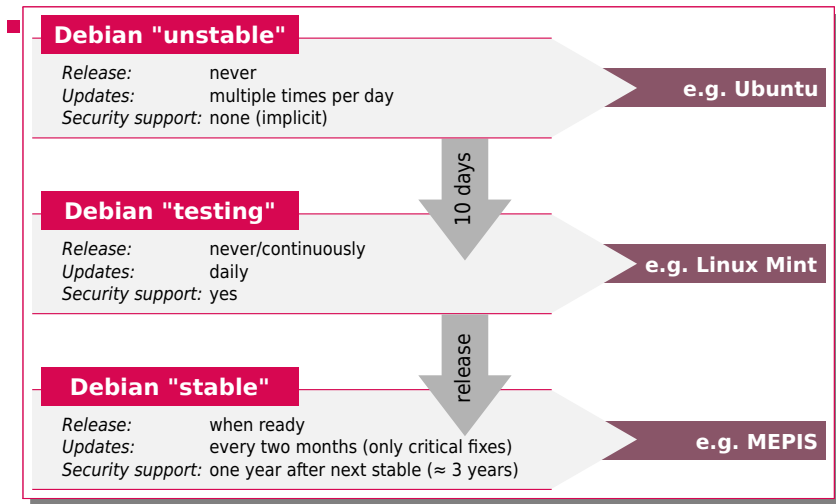 Debian "unstable"
Release: never
Updates: multiple times per day
Security support: none (implicit)
e.g. Ubuntu
10 days
Debian "testing"
Release: never/continuously
Updates: daily
Security support: yes
e.g. Linux Mint
release
Debian "stable"
Release: when ready
Updates: every two months (only critical fixes)
Security support: one year after next stable (≈ 3 years)
e.g. MEPIS